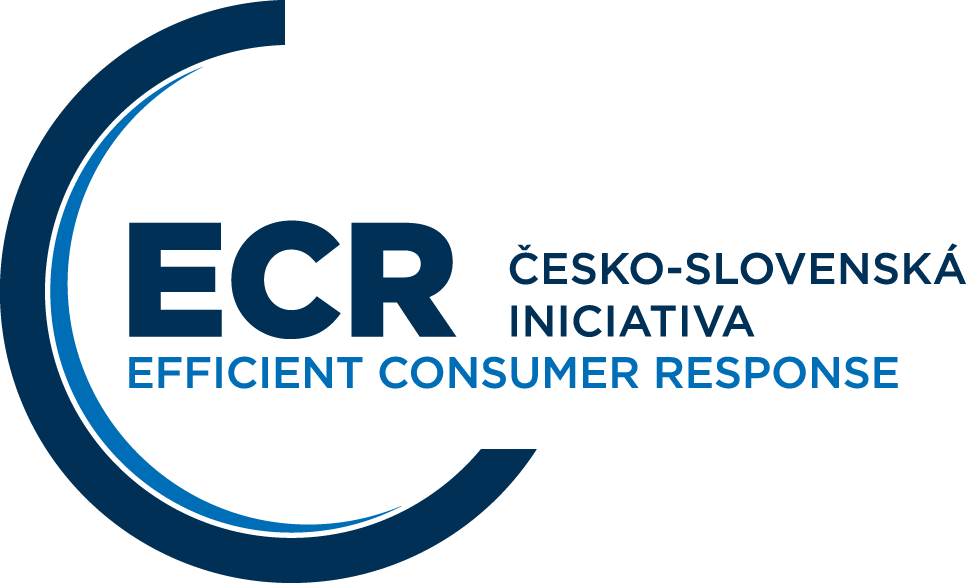 ECR
ČESKO-SLOVENSKÁ
INICIATIVA
EFFICIENT CONSUMER RESPONSE